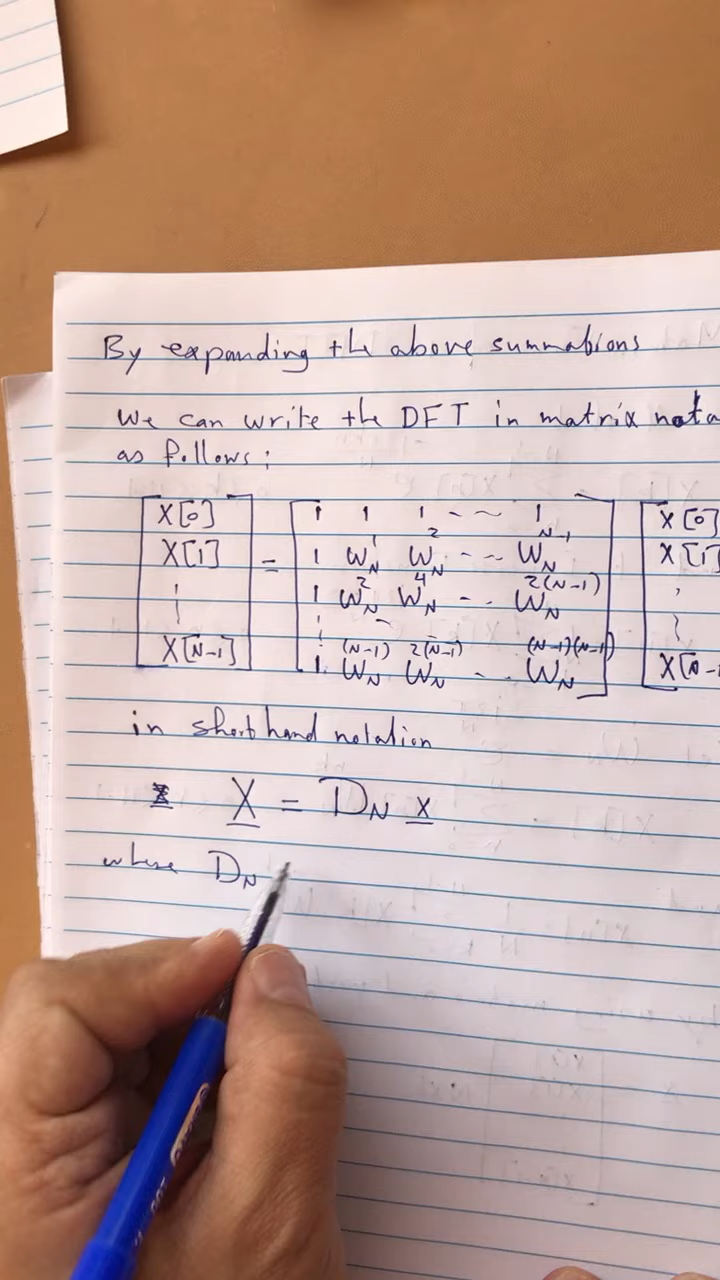 By expanding the above summations
we can write the DFT in matrix nota
as follows:
X[0] 1 1 1 - ~ 1 X[0]
X[1] = 1 W_N^1 W_N^2 - - W_N^{N-1} X[1]
1 W_N^2 W_N^4 - - W_N^{2(N-1)}
X[N-1] 1 W_N^{(N-1)} W_N^{2(N-1)} - - W_N^{(N-1)(N-1)} X[N-1
in shorthand notation
X = D_N x
where D_N